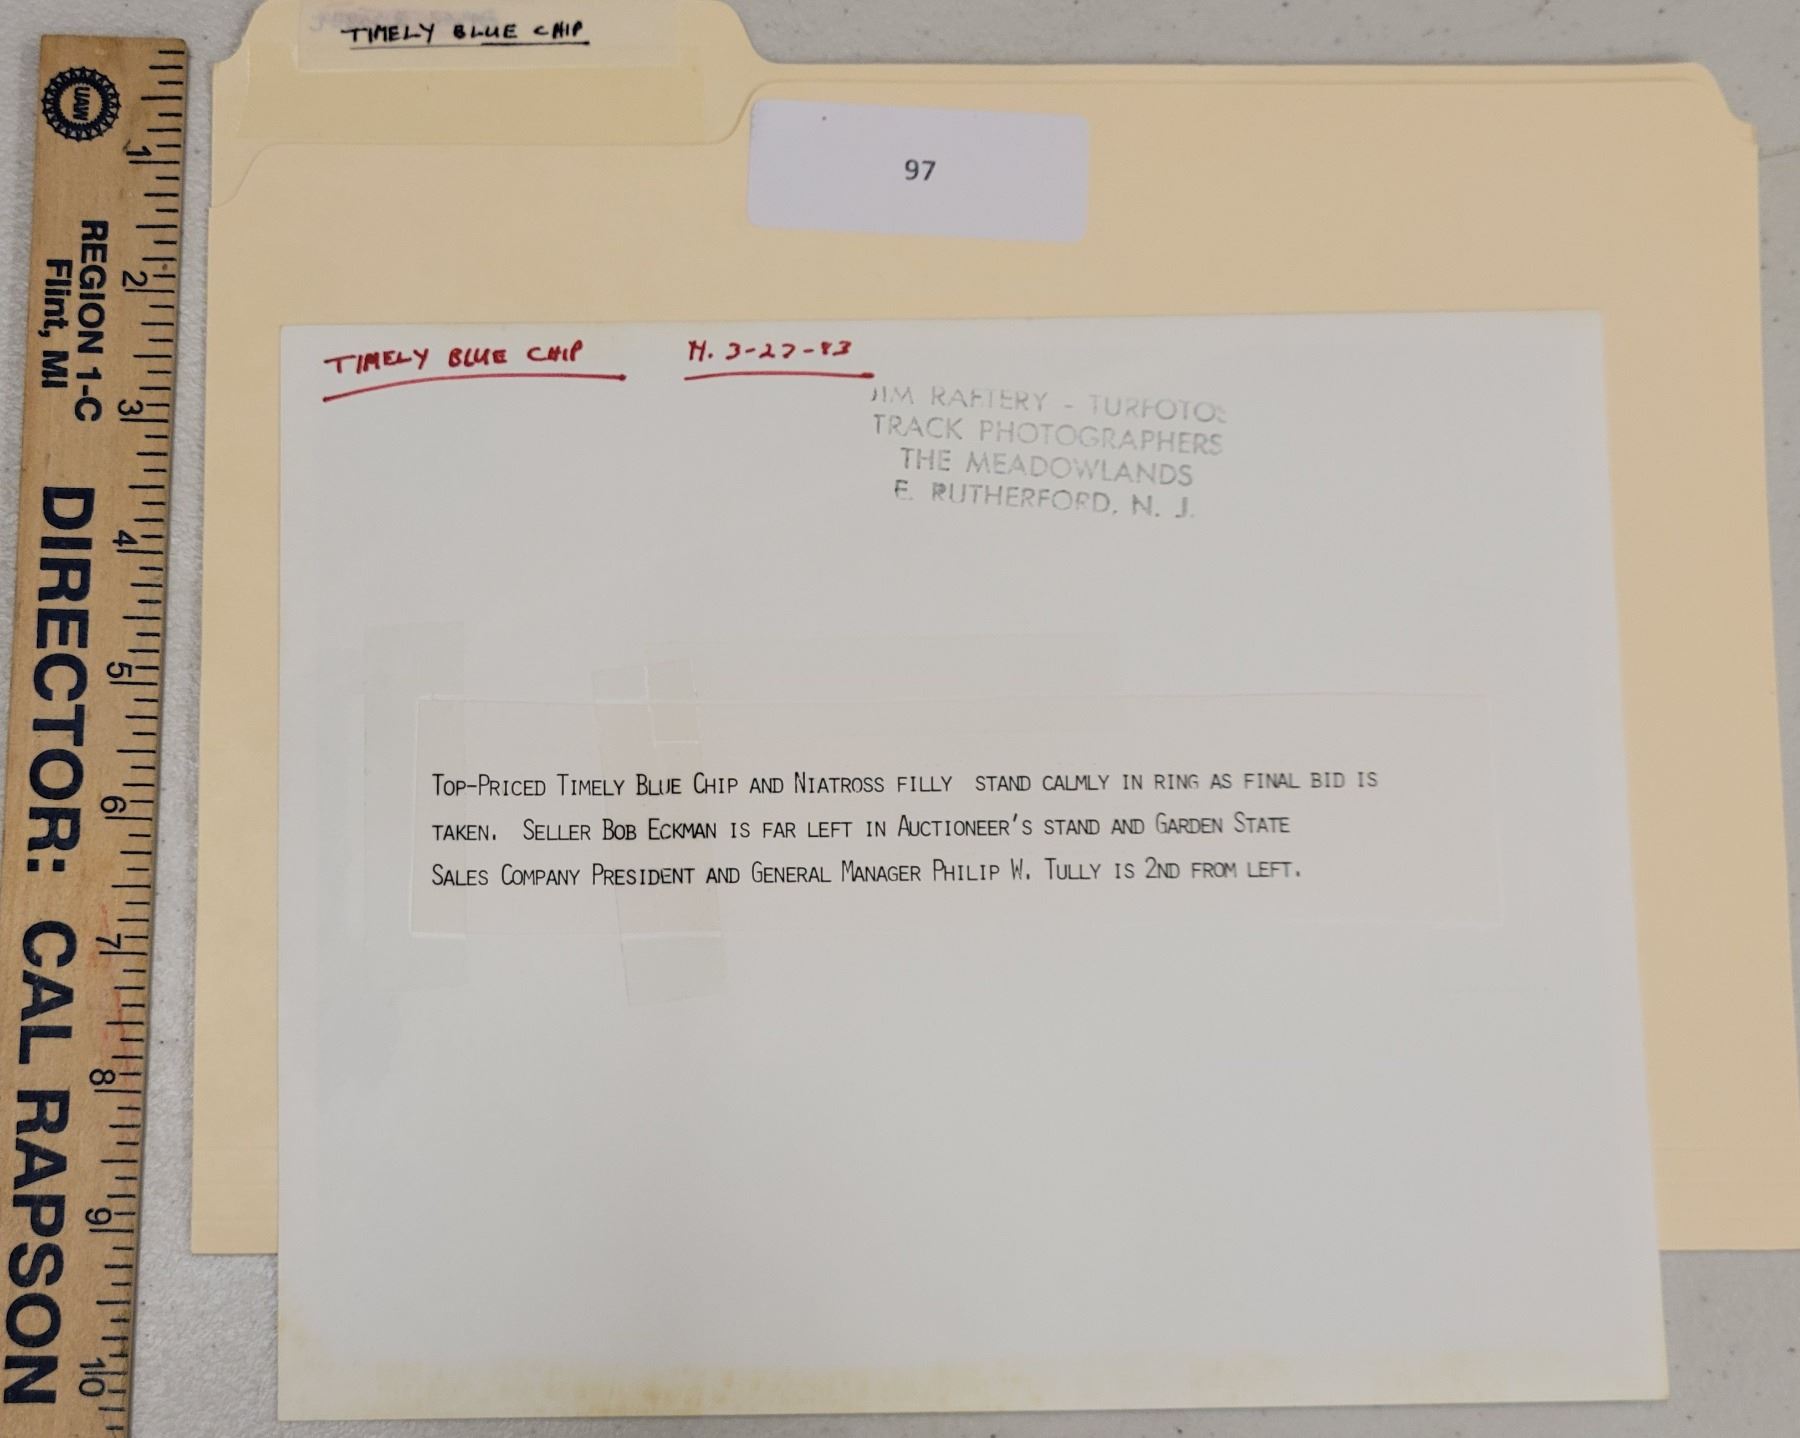 TIMELY BLUE CHIP
97
TIMELY BLUE CHIP M. 3-27-83
JIM RAFTERY - TURFOTOS
TRACK PHOTOGRAPHERS
THE MEADOWLANDS
E. RUTHERFORD, N. J.
TOP-PRICED TIMELY BLUE CHIP AND NIATROSS FILLY STAND CALMLY IN RING AS FINAL BID IS
TAKEN. SELLER BOB ECKMAN IS FAR LEFT IN AUCTIONEER'S STAND AND GARDEN STATE
SALES COMPANY PRESIDENT AND GENERAL MANAGER PHILIP W. TULLY IS 2ND FROM LEFT.
UAW
REGION 1-C
Flint, MI
DIRECTOR: CAL RAPSON
1
2
3
4
5
6
7
8
9
10